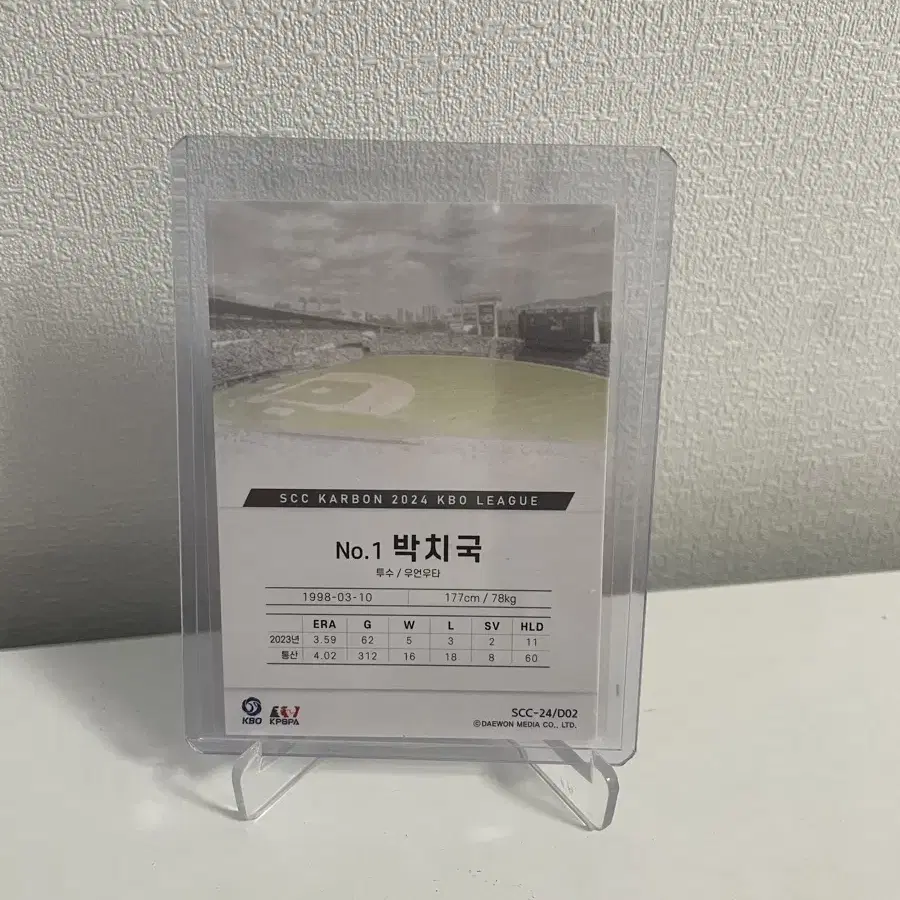 SCC KARBON 2024 KBO LEAGUE
No.1 박치국
투수 / 우언우타
1998-03-10 177cm / 78kg
ERA G W L SV HLD
2023년 3.59 62 5 3 2 11
통산 4.02 312 16 18 8 60
KBO KPBPA SCC-24/D02
©DAEWON MEDIA CO., LTD.